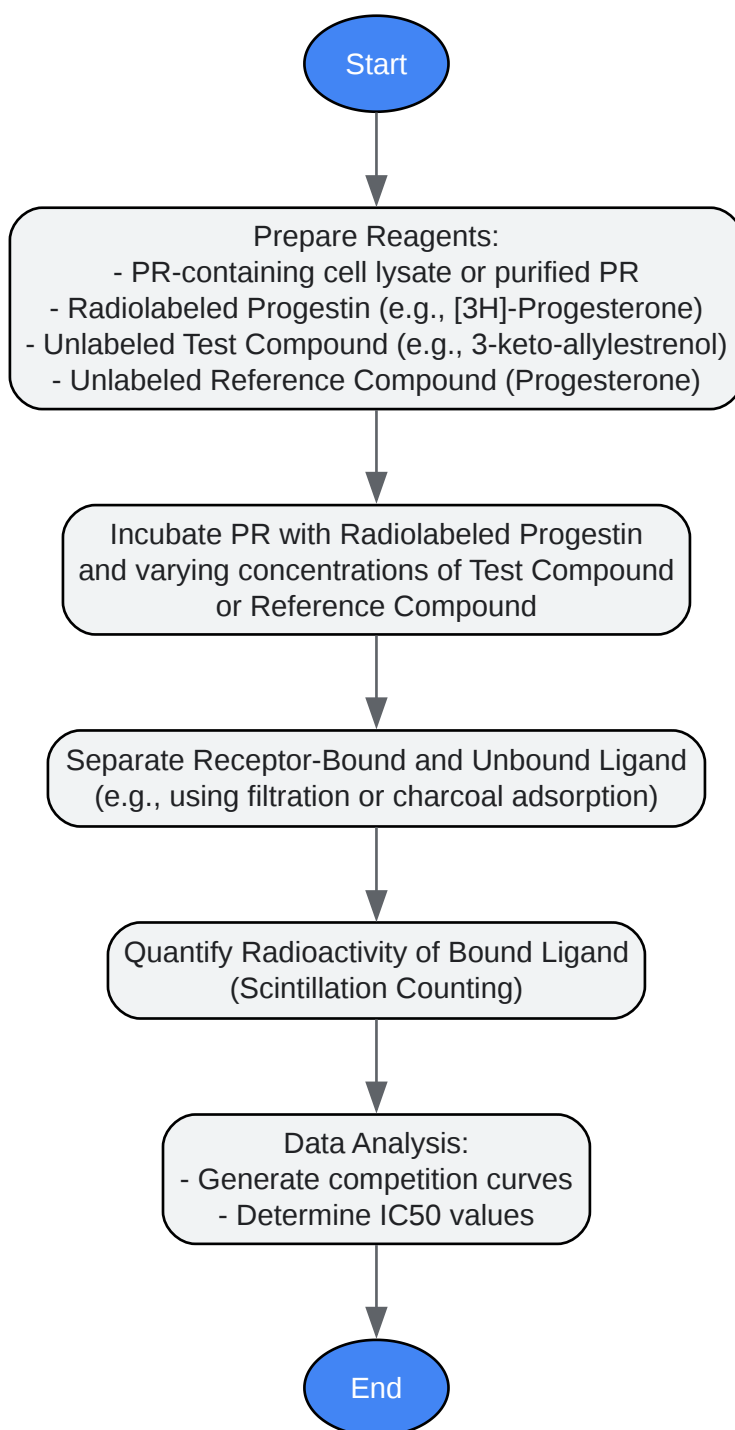 Start
Prepare Reagents:
- PR-containing cell lysate or purified PR
- Radiolabeled Progestin (e.g., [3H]-Progesterone)
- Unlabeled Test Compound (e.g., 3-keto-allylestrenol)
- Unlabeled Reference Compound (Progesterone)
Incubate PR with Radiolabeled Progestin
and varying concentrations of Test Compound
or Reference Compound
Separate Receptor-Bound and Unbound Ligand
(e.g., using filtration or charcoal adsorption)
Quantify Radioactivity of Bound Ligand
(Scintillation Counting)
Data Analysis:
- Generate competition curves
- Determine IC50 values
End